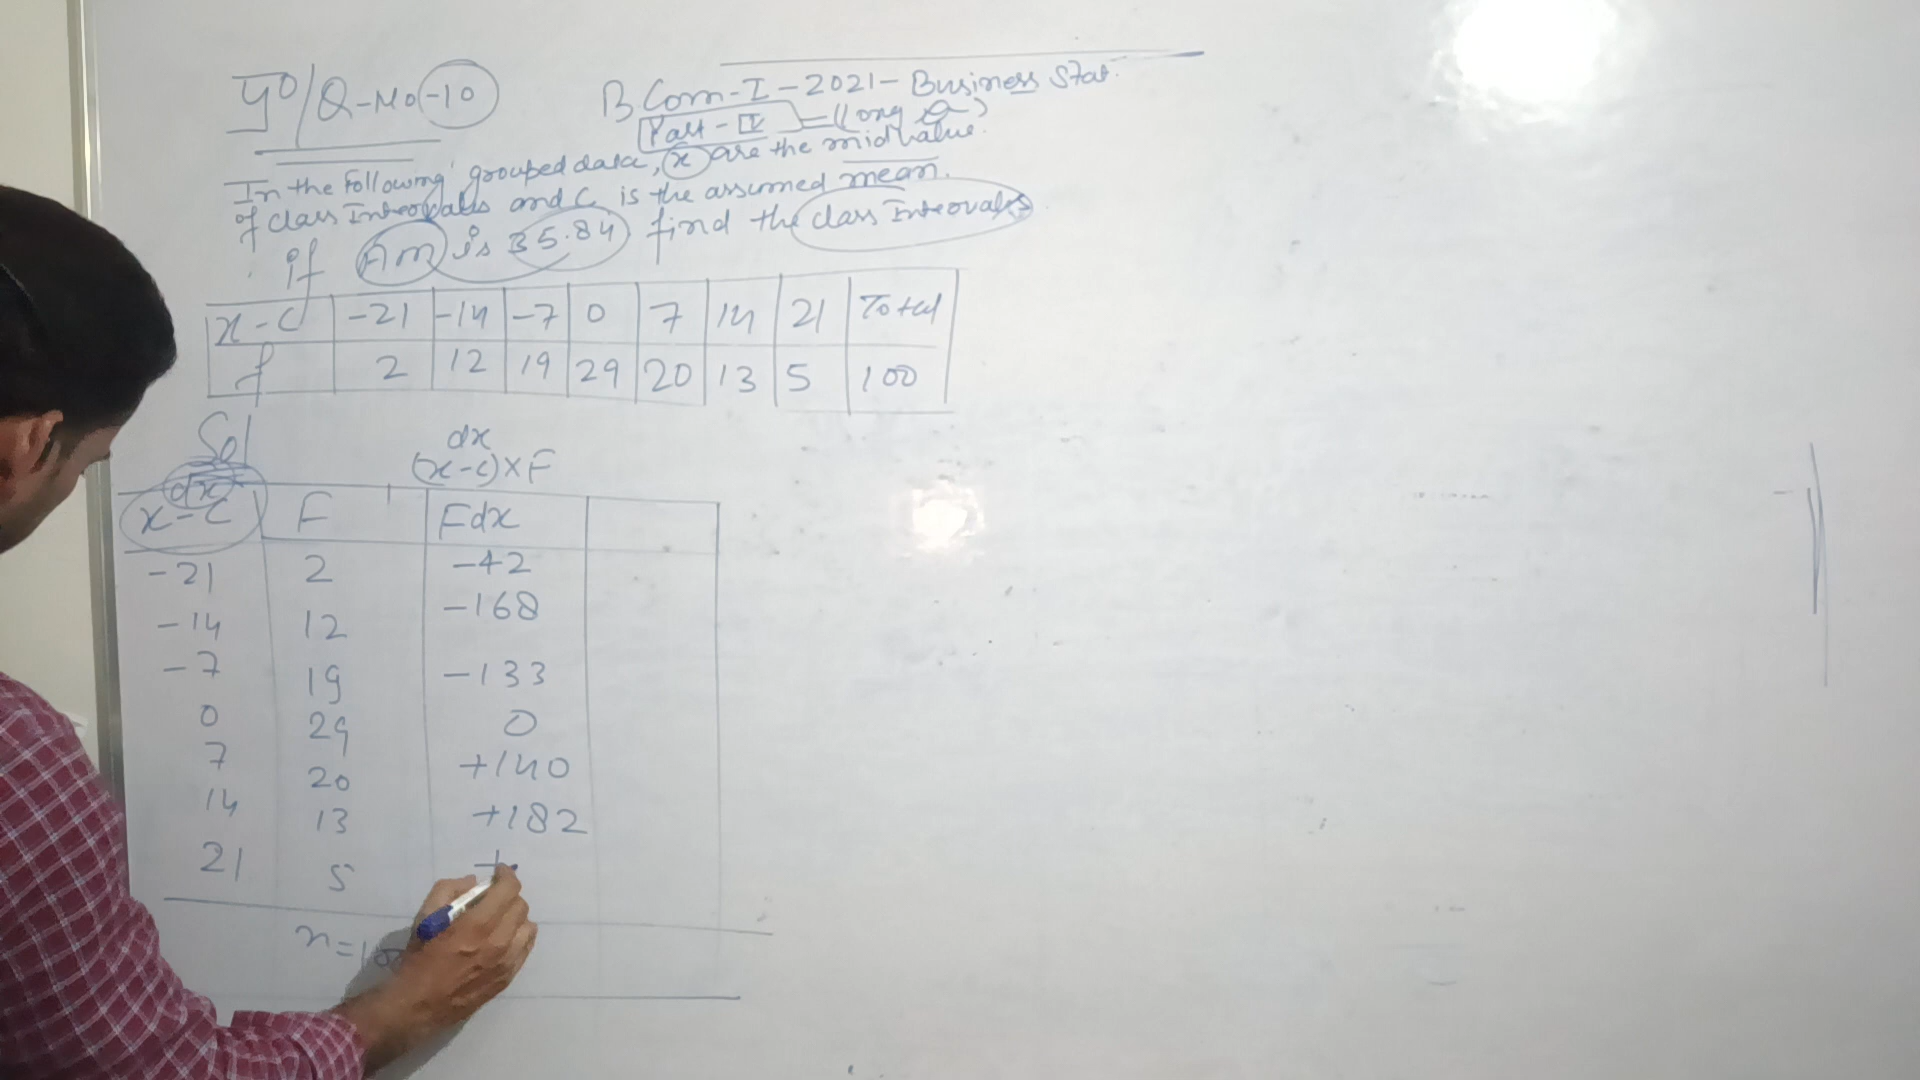 Q-No-10
B.Com-I-2021-Business Stat.
Part-IV = (Long Q)
In the Following grouped data, x are the midvalue.
of class Intervals and C is the assumed mean.
if Am is 35.84 find the class Intervals
x-c -21 -14 -7 0 7 14 21 Total
f 2 12 19 29 20 13 5 100
Sol
dx
(x-c)×F
dx
x-c F Fdx
-21 2 -42
-14 12 -168
-7 19 -133
0 29 0
7 20 +140
14 13 +182
21 5 +
n=100